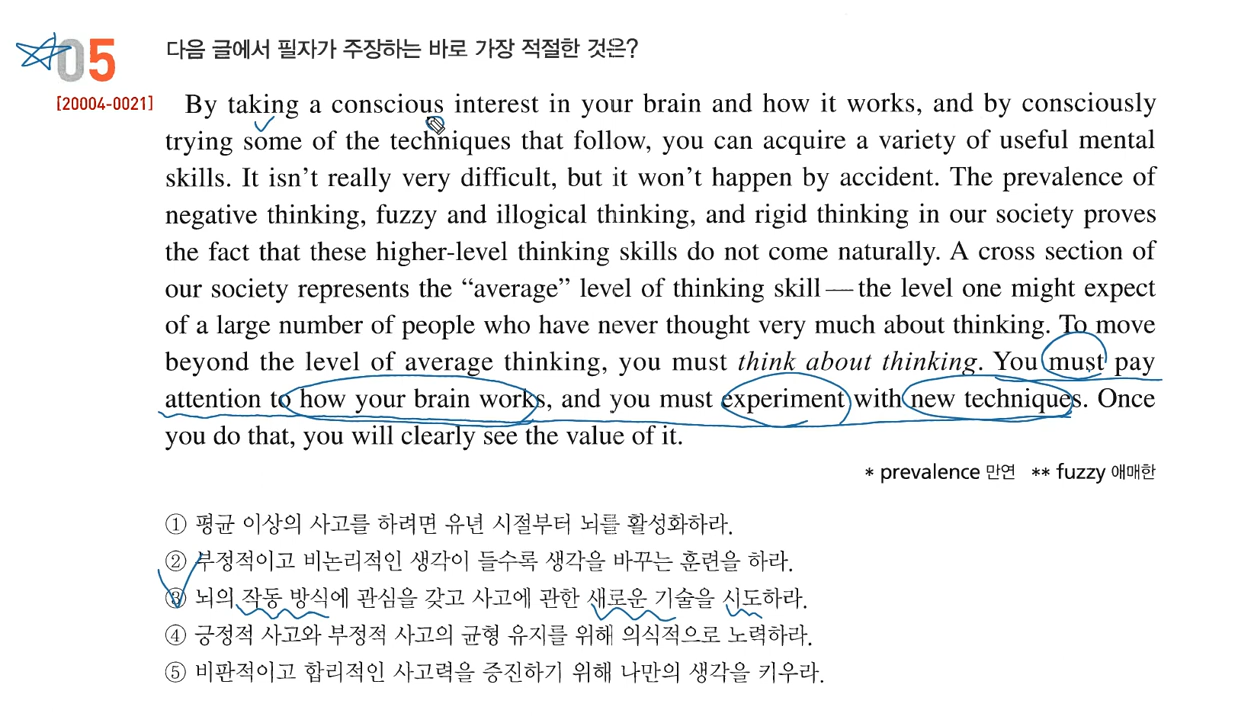 05 다음 글에서 필자가 주장하는 바로 가장 적절한 것은?
[20004-0021]
By taking a conscious interest in your brain and how it works, and by consciously
trying some of the techniques that follow, you can acquire a variety of useful mental
skills. It isn't really very difficult, but it won't happen by accident. The prevalence of
negative thinking, fuzzy and illogical thinking, and rigid thinking in our society proves
the fact that these higher-level thinking skills do not come naturally. A cross section of
our society represents the “average” level of thinking skill — the level one might expect
of a large number of people who have never thought very much about thinking. To move
beyond the level of average thinking, you must think about thinking. You must pay
attention to how your brain works, and you must experiment with new techniques. Once
you do that, you will clearly see the value of it.
* prevalence 만연 ** fuzzy 애매한
① 평균 이상의 사고를 하려면 유년 시절부터 뇌를 활성화하라.
② 부정적이고 비논리적인 생각이 들수록 생각을 바꾸는 훈련을 하라.
③ 뇌의 작동 방식에 관심을 갖고 사고에 관한 새로운 기술을 시도하라.
④ 긍정적 사고와 부정적 사고의 균형 유지를 위해 의식적으로 노력하라.
⑤ 비판적이고 합리적인 사고력을 증진하기 위해 나만의 생각을 키우라.